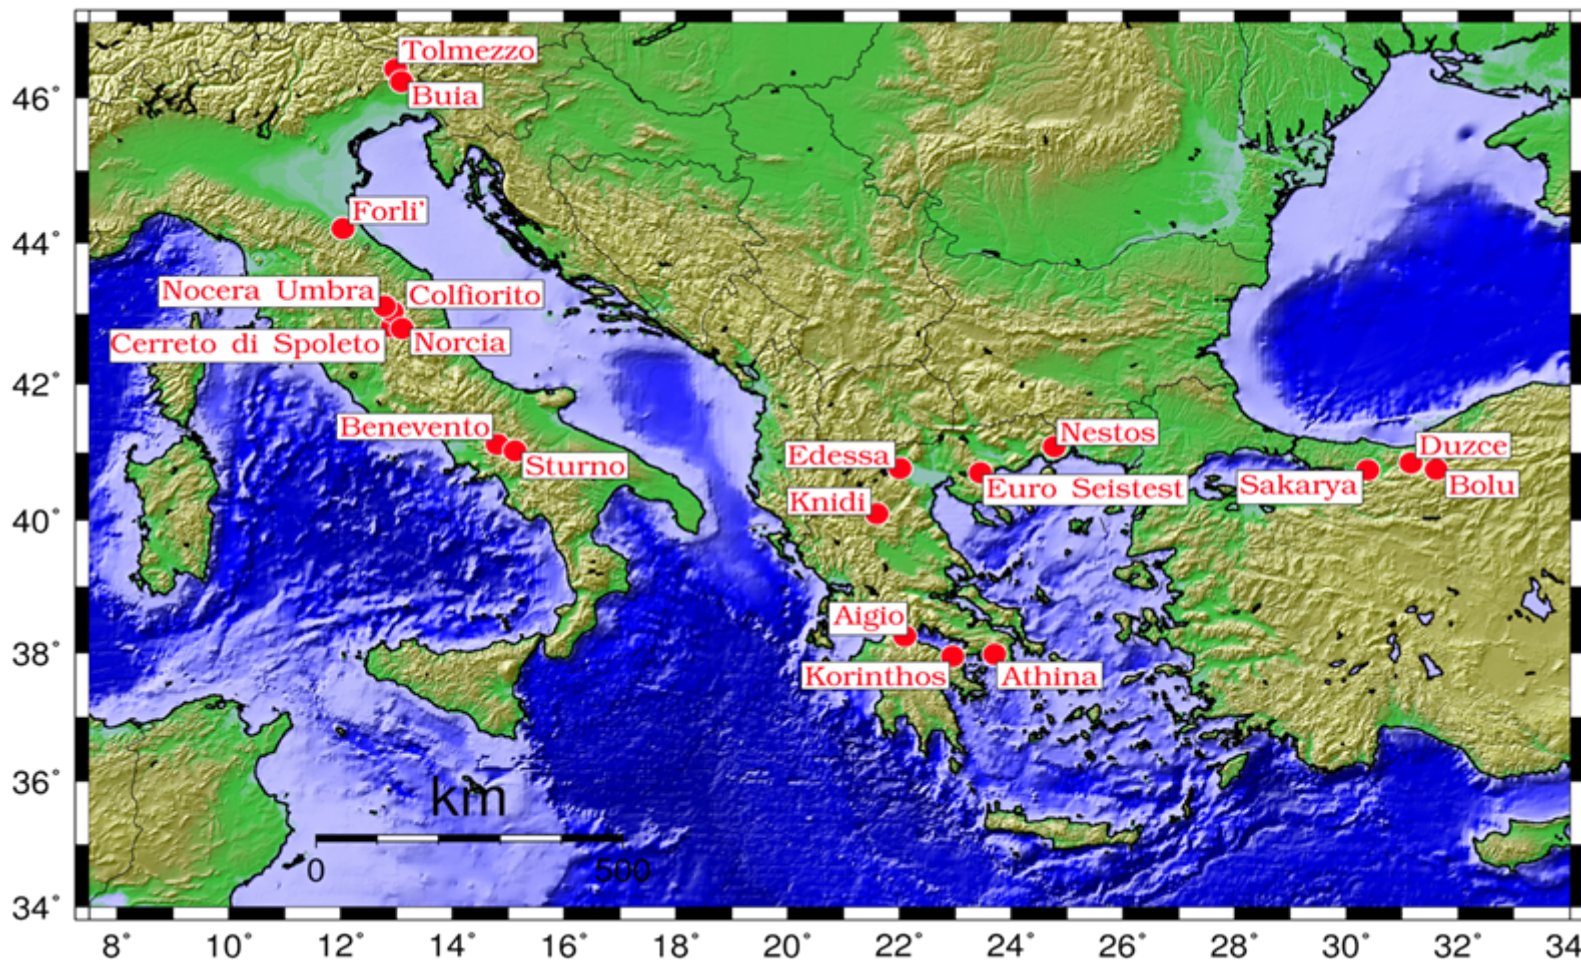 Tolmezzo
Buia
46°
Forli'
44°
Nocera Umbra
Colfiorito
Cerreto di Spoleto
Norcia
42°
Benevento
Sturno
Nestos
Edessa
Euro Seistest
Duzce
Sakarya
Bolu
Knidi
40°
Aigio
38°
Korinthos
Athina
36°
km
0 500
34°
8° 10° 12° 14° 16° 18° 20° 22° 24° 26° 28° 30° 32° 34